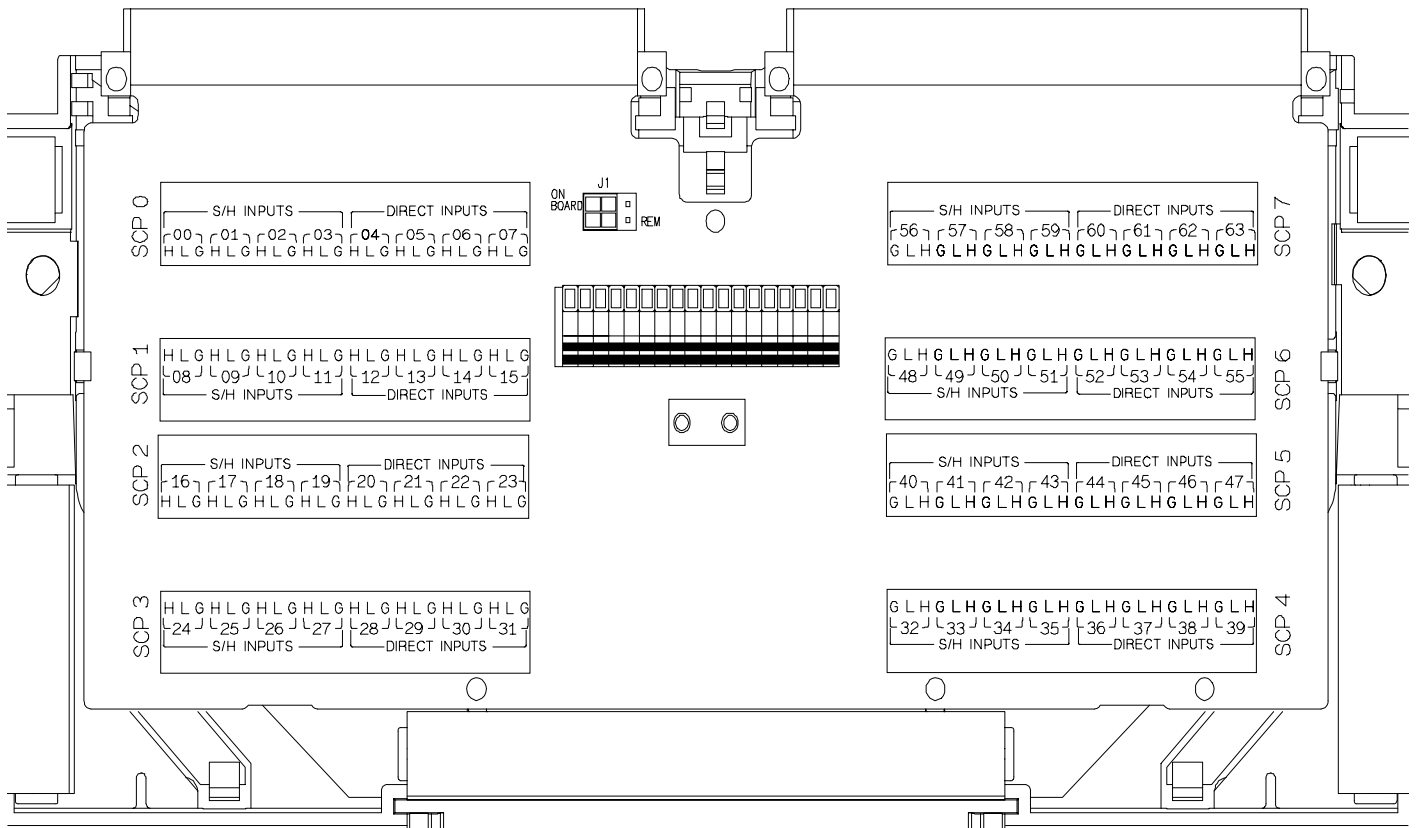 SCP 0
S/H INPUTS DIRECT INPUTS
00 01 02 03 04 05 06 07
H L G H L G H L G H L G H L G H L G H L G H L G
J1
ON
BOARD
REM
S/H INPUTS DIRECT INPUTS
56 57 58 59 60 61 62 63
G L H G L H G L H G L H G L H G L H G L H G L H
SCP 7
SCP 1
H L G H L G H L G H L G H L G H L G H L G H L G
08 09 10 11 12 13 14 15
S/H INPUTS DIRECT INPUTS
G L H G L H G L H G L H G L H G L H G L H G L H
48 49 50 51 52 53 54 55
S/H INPUTS DIRECT INPUTS
SCP 6
SCP 2
S/H INPUTS DIRECT INPUTS
16 17 18 19 20 21 22 23
H L G H L G H L G H L G H L G H L G H L G H L G
S/H INPUTS DIRECT INPUTS
40 41 42 43 44 45 46 47
G L H G L H G L H G L H G L H G L H G L H G L H
SCP 5
SCP 3
H L G H L G H L G H L G H L G H L G H L G H L G
24 25 26 27 28 29 30 31
S/H INPUTS DIRECT INPUTS
G L H G L H G L H G L H G L H G L H G L H G L H
32 33 34 35 36 37 38 39
S/H INPUTS DIRECT INPUTS
SCP 4